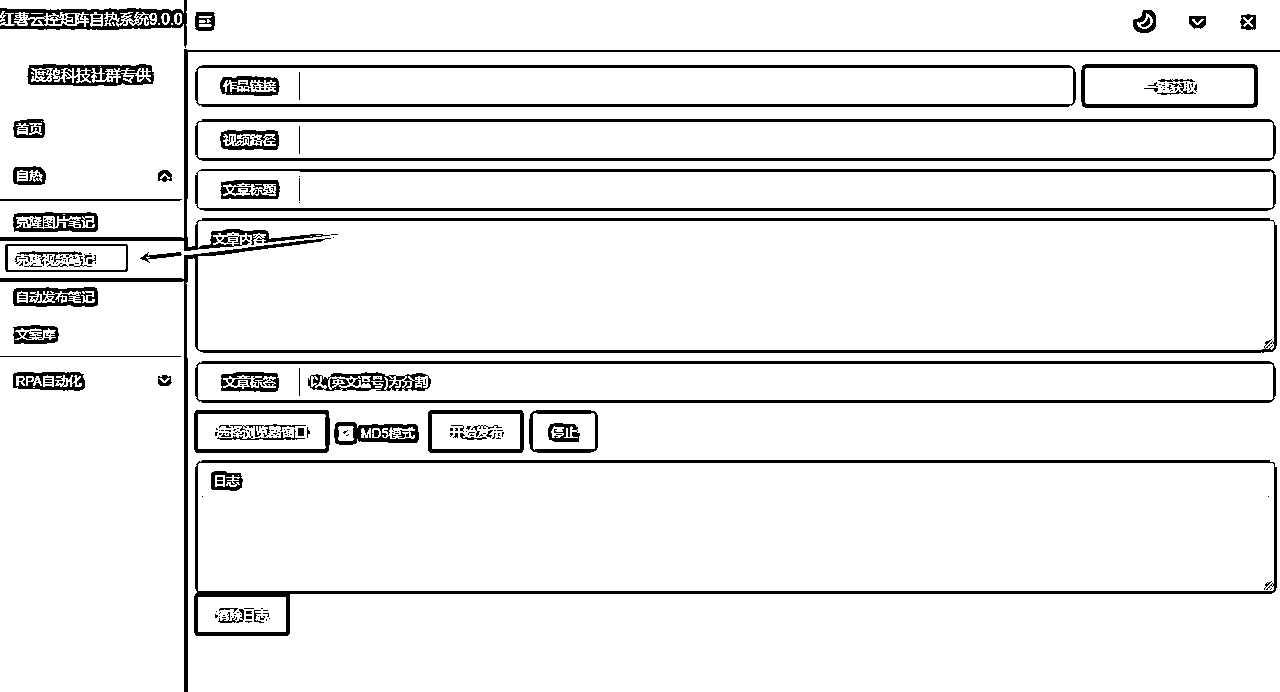 红薯云控矩阵自热系统9.0.0
渡鸦科技社群专供
首页
自热
克隆图片笔记
克隆视频笔记
自动发布笔记
文案库
RPA自动化
作品链接
一键获取
视频路径
文章标题
文章内容
文章标签 以,(英文逗号)为分割
选择浏览器窗口 MD5模式 开始发布 停止
日志
清除日志